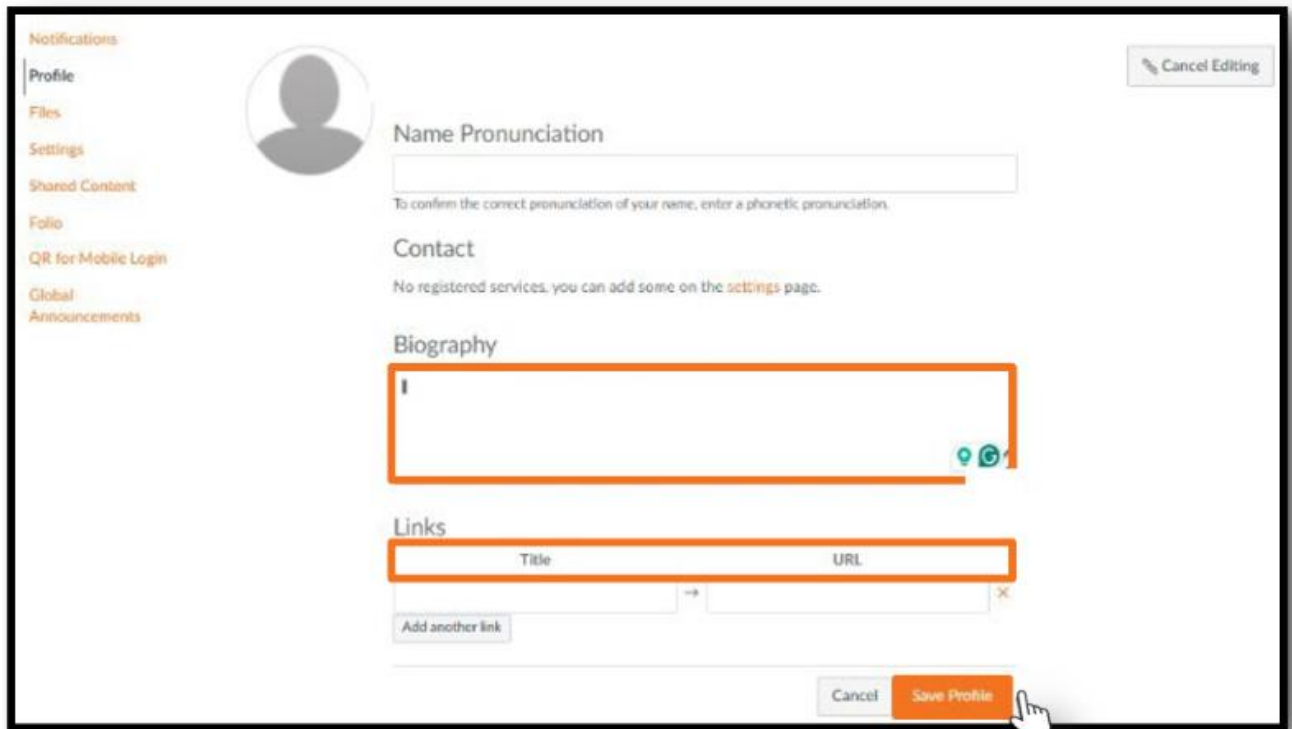 Notifications
Profile
Files
Settings
Shared Content
Folio
QR for Mobile Login
Global
Announcements
Cancel Editing
Name Pronunciation
To confirm the correct pronunciation of your name, enter a phonetic pronunciation.
Contact
No registered services, you can add some on the settings page.
Biography
Links
Title URL
→
Add another link
Cancel Save Profile